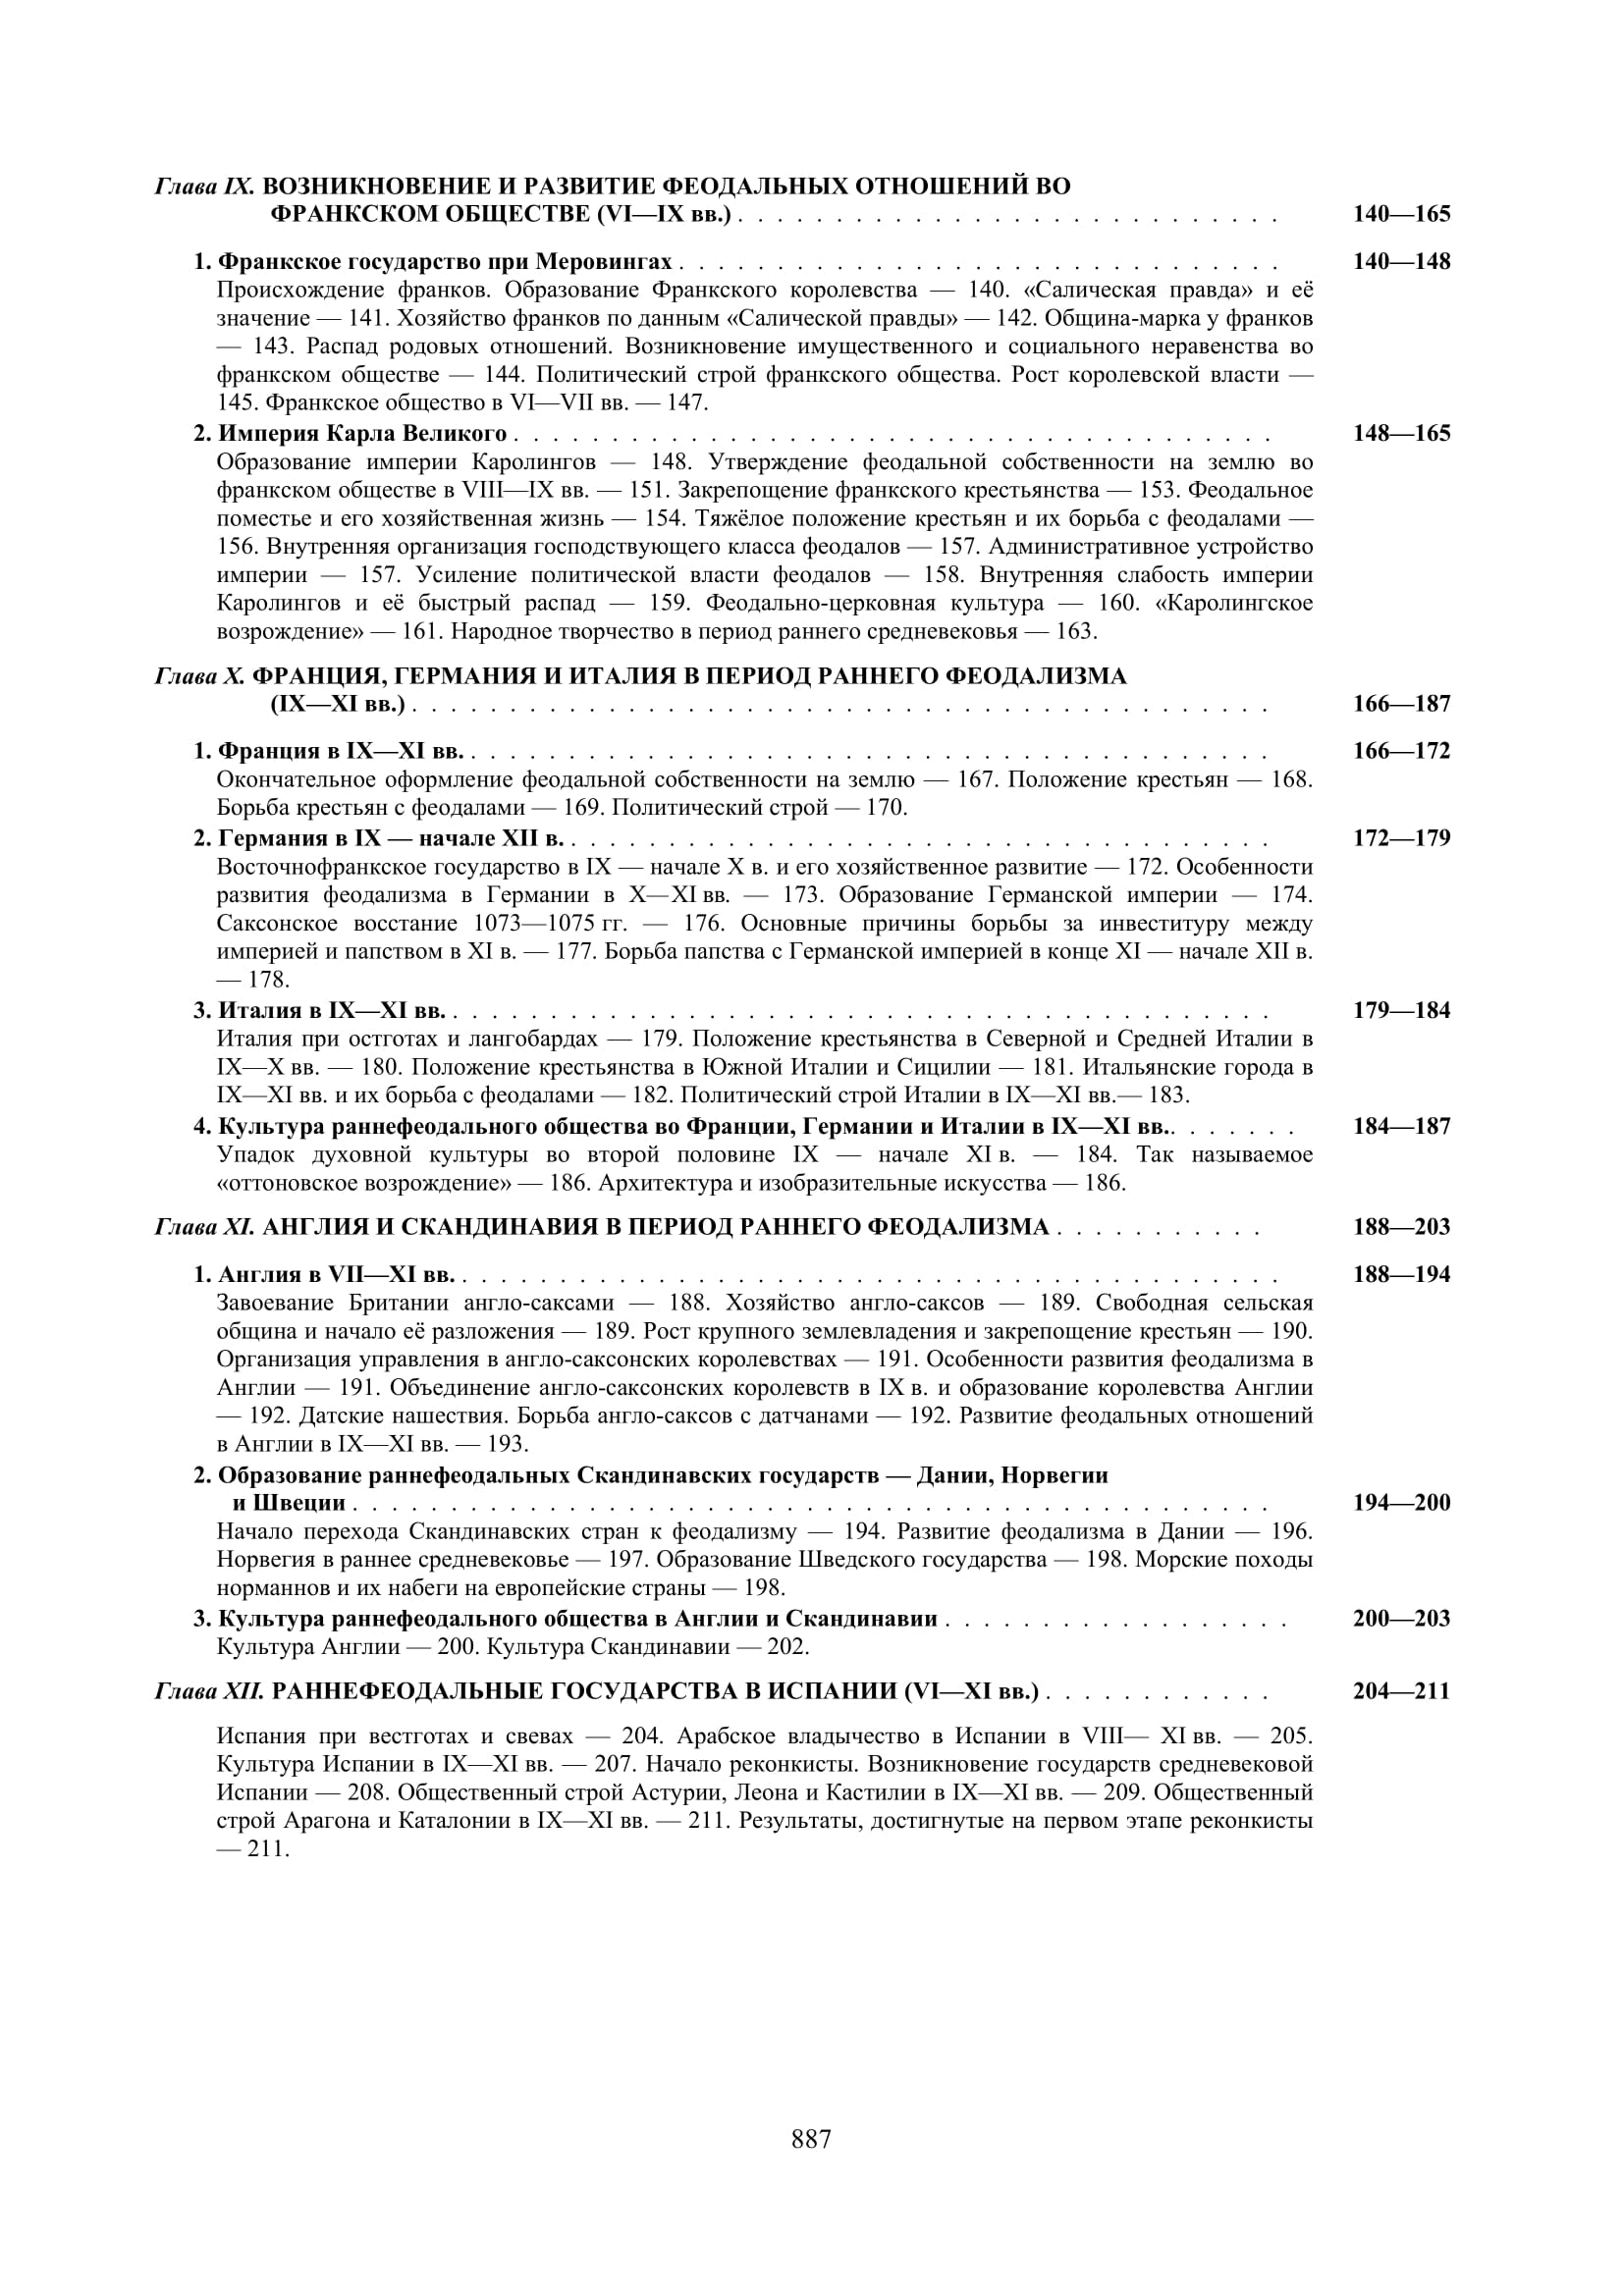 Глава IX. ВОЗНИКНОВЕНИЕ И РАЗВИТИЕ ФЕОДАЛЬНЫХ ОТНОШЕНИЙ ВО
ФРАНКСКОМ ОБЩЕСТВЕ (VI—IX вв.) . . . . . . . . . . . . . . . . . . . . . . . . . . . . 140—165
1. Франкское государство при Меровингах . . . . . . . . . . . . . . . . . . . . . . . . . . . . . . . 140—148
Происхождение франков. Образование Франкского королевства — 140. «Салическая правда» и её
значение — 141. Хозяйство франков по данным «Салической правды» — 142. Община-марка у франков
— 143. Распад родовых отношений. Возникновение имущественного и социального неравенства во
франкском обществе — 144. Политический строй франкского общества. Рост королевской власти —
145. Франкское общество в VI—VII вв. — 147.
2. Империя Карла Великого . . . . . . . . . . . . . . . . . . . . . . . . . . . . . . . . . . . . . . . 148—165
Образование империи Каролингов — 148. Утверждение феодальной собственности на землю во
франкском обществе в VIII—IX вв. — 151. Закрепощение франкского крестьянства — 153. Феодальное
поместье и его хозяйственная жизнь — 154. Тяжёлое положение крестьян и их борьба с феодалами —
156. Внутренняя организация господствующего класса феодалов — 157. Административное устройство
империи — 157. Усиление политической власти феодалов — 158. Внутренняя слабость империи
Каролингов и её быстрый распад — 159. Феодально-церковная культура — 160. «Каролингское
возрождение» — 161. Народное творчество в период раннего средневековья — 163.
Глава X. ФРАНЦИЯ, ГЕРМАНИЯ И ИТАЛИЯ В ПЕРИОД РАННЕГО ФЕОДАЛИЗМА
(IX—XI вв.) . . . . . . . . . . . . . . . . . . . . . . . . . . . . . . . . . . . . . . . . . . . . 166—187
1. Франция в IX—XI вв. . . . . . . . . . . . . . . . . . . . . . . . . . . . . . . . . . . . . . . . . . 166—172
Окончательное оформление феодальной собственности на землю — 167. Положение крестьян — 168.
Борьба крестьян с феодалами — 169. Политический строй — 170.
2. Германия в IX — начале XII в. . . . . . . . . . . . . . . . . . . . . . . . . . . . . . . . . . . . . 172—179
Восточнофранкское государство в IX — начале X в. и его хозяйственное развитие — 172. Особенности
развития феодализма в Германии в X—XI вв. — 173. Образование Германской империи — 174.
Саксонское восстание 1073—1075 гг. — 176. Основные причины борьбы за инвеституру между
империей и папством в XI в. — 177. Борьба папства с Германской империей в конце XI — начале XII в.
— 178.
3. Италия в IX—XI вв. . . . . . . . . . . . . . . . . . . . . . . . . . . . . . . . . . . . . . . . . . . 179—184
Италия при остготах и лангобардах — 179. Положение крестьянства в Северной и Средней Италии в
IX—X вв. — 180. Положение крестьянства в Южной Италии и Сицилии — 181. Итальянские города в
IX—XI вв. и их борьба с феодалами — 182. Политический строй Италии в IX—XI вв.— 183.
4. Культура раннефеодального общества во Франции, Германии и Италии в IX—XI вв.. . . . . . . 184—187
Упадок духовной культуры во второй половине IX — начале XI в. — 184. Так называемое
«оттоновское возрождение» — 186. Архитектура и изобразительные искусства — 186.
Глава XI. АНГЛИЯ И СКАНДИНАВИЯ В ПЕРИОД РАННЕГО ФЕОДАЛИЗМА . . . . . . . . . . . 188—203
1. Англия в VII—XI вв. . . . . . . . . . . . . . . . . . . . . . . . . . . . . . . . . . . . . . . . . . . 188—194
Завоевание Британии англо-саксами — 188. Хозяйство англо-саксов — 189. Свободная сельская
община и начало её разложения — 189. Рост крупного землевладения и закрепощение крестьян — 190.
Организация управления в англо-саксонских королевствах — 191. Особенности развития феодализма в
Англии — 191. Объединение англо-саксонских королевств в IX в. и образование королевства Англии
— 192. Датские нашествия. Борьба англо-саксов с датчанами — 192. Развитие феодальных отношений
в Англии в IX—XI вв. — 193.
2. Образование раннефеодальных Скандинавских государств — Дании, Норвегии
и Швеции . . . . . . . . . . . . . . . . . . . . . . . . . . . . . . . . . . . . . . . . . . . . . . . 194—200
Начало перехода Скандинавских стран к феодализму — 194. Развитие феодализма в Дании — 196.
Норвегия в раннее средневековье — 197. Образование Шведского государства — 198. Морские походы
норманнов и их набеги на европейские страны — 198.
3. Культура раннефеодального общества в Англии и Скандинавии . . . . . . . . . . . . . . . . . . 200—203
Культура Англии — 200. Культура Скандинавии — 202.
Глава XII. РАННЕФЕОДАЛЬНЫЕ ГОСУДАРСТВА В ИСПАНИИ (VI—XI вв.) . . . . . . . . . . . . 204—211
Испания при вестготах и свевах — 204. Арабское владычество в Испании в VIII— XI вв. — 205.
Культура Испании в IX—XI вв. — 207. Начало реконкисты. Возникновение государств средневековой
Испании — 208. Общественный строй Астурии, Леона и Кастилии в IX—XI вв. — 209. Общественный
строй Арагона и Каталонии в IX—XI вв. — 211. Результаты, достигнутые на первом этапе реконкисты
— 211.
887